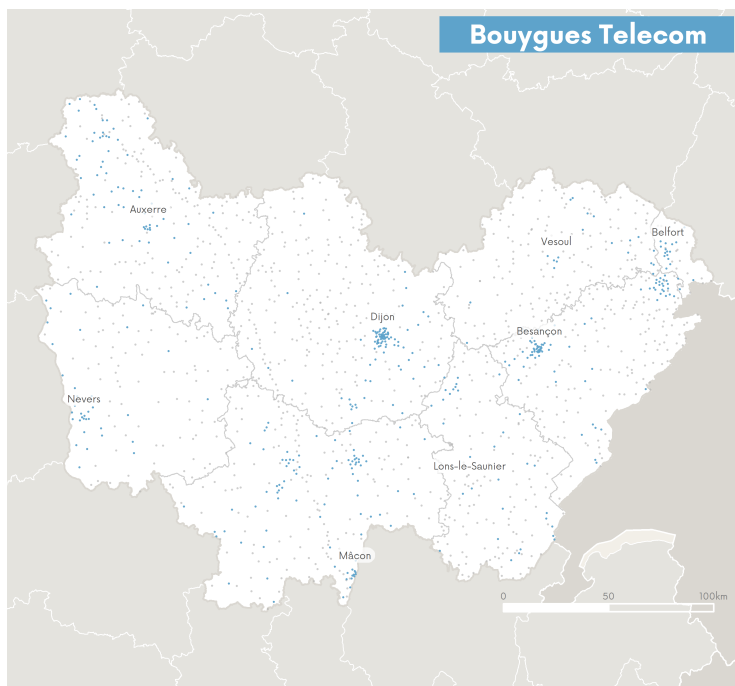 Bouygues Telecom
Auxerre
Belfort
Vesoul
Dijon
Besançon
Nevers
Lons-le-Saunier
Mâcon
0 50 100km